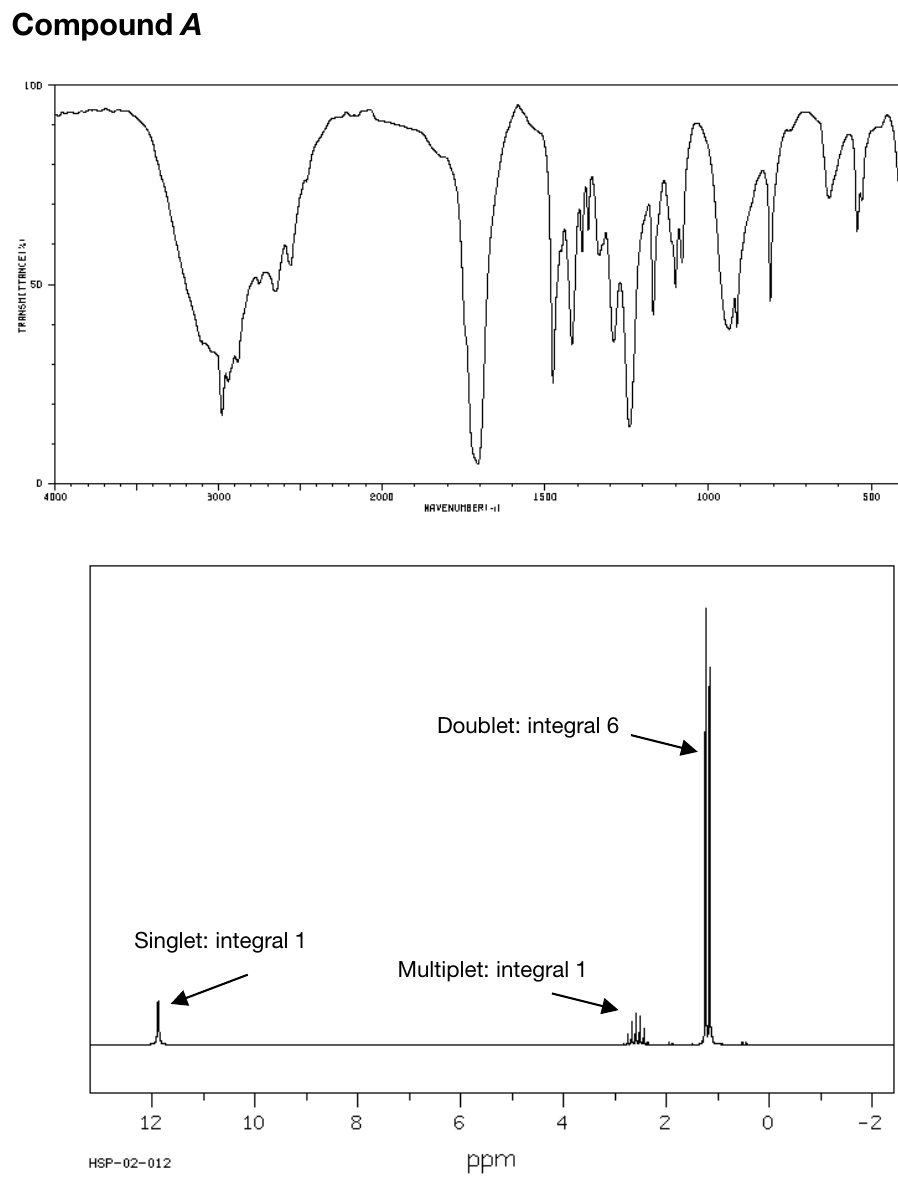 Compound A
100
TRANSMITTANCE(%)
50
0
4000 3000 2000 1500 1000 500
Doublet: integral 6
Singlet: integral 1
Multiplet: integral 1
12 10 8 6 4 2 0 -2
HSP-02-012
ppm